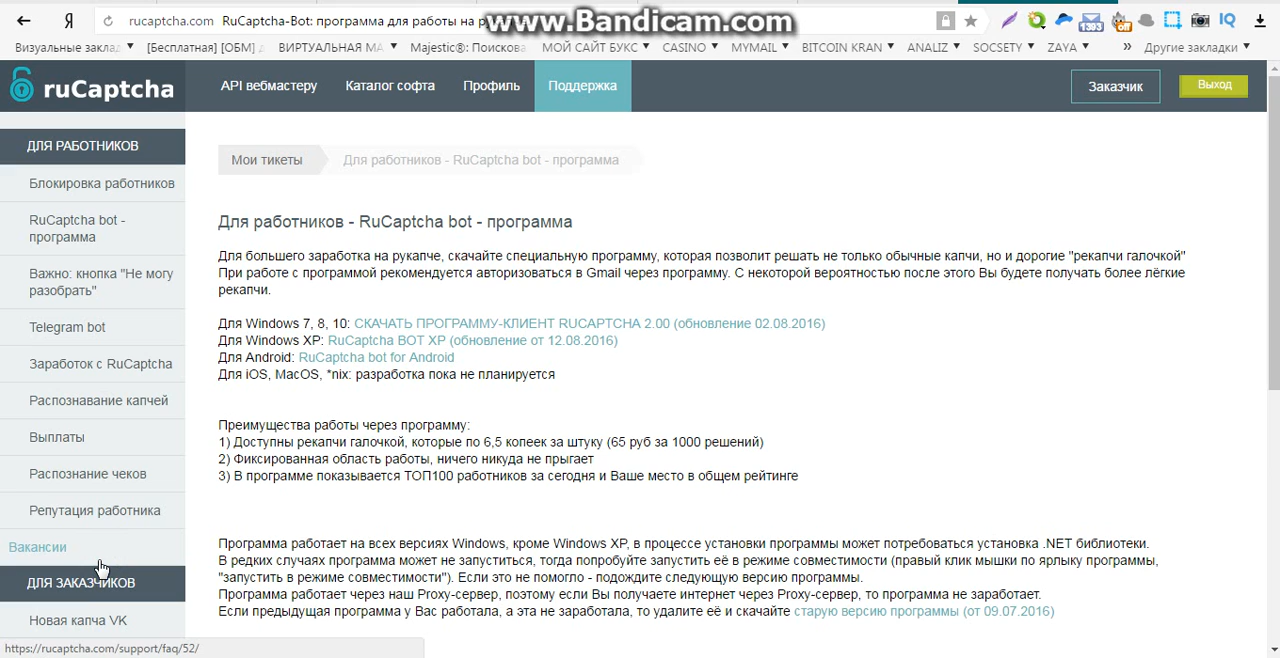 Я rucaptcha.com RuCaptcha-Bot: программа для работы на
www.Bandicam.com
1393 off IQ
Визуальные заклад [Бесплатная] [ОБМ] ВИРТУАЛЬНАЯ МА Majestic®: Поискова МОЙ САЙТ БУКС CASINO MYMAIL BITCOIN KRAN ANALIZ SOCSETY ZAYA » Другие закладки
ruCaptcha API вебмастеру Каталог софта Профиль Поддержка Заказчик Выход
ДЛЯ РАБОТНИКОВ
Блокировка работников
RuCaptcha bot -
программа
Важно: кнопка "Не могу
разобрать"
Telegram bot
Заработок с RuCaptcha
Распознавание капчей
Выплаты
Распознание чеков
Репутация работника
Вакансии
ДЛЯ ЗАКАЗЧИКОВ
Новая капча VK
Мои тикеты Для работников - RuCaptcha bot - программа
Для работников - RuCaptcha bot - программа
Для большего заработка на рукапче, скачайте специальную программу, которая позволит решать не только обычные капчи, но и дорогие "рекапчи галочкой"
При работе с программой рекомендуется авторизоваться в Gmail через программу. С некоторой вероятностью после этого Вы будете получать более лёгкие
рекапчи.
Для Windows 7, 8, 10: СКАЧАТЬ ПРОГРАММУ-КЛИЕНТ RUCAPTCHA 2.00 (обновление 02.08.2016)
Для Windows XP: RuCaptcha BOT XP (обновление от 12.08.2016)
Для Android: RuCaptcha bot for Android
Для iOS, MacOS, *nix: разработка пока не планируется
Преимущества работы через программу:
1) Доступны рекапчи галочкой, которые по 6,5 копеек за штуку (65 руб за 1000 решений)
2) Фиксированная область работы, ничего никуда не прыгает
3) В программе показывается ТОП100 работников за сегодня и Ваше место в общем рейтинге
Программа работает на всех версиях Windows, кроме Windows XP, в процессе установки программы может потребоваться установка .NET библиотеки.
В редких случаях программа может не запуститься, тогда попробуйте запустить её в режиме совместимости (правый клик мышки по ярлыку программы,
"запустить в режиме совместимости"). Если это не помогло - подождите следующую версию программы.
Программа работает через наш Proxy-сервер, поэтому если Вы получаете интернет через Proxy-сервер, то программа не заработает.
Если предыдущая программа у Вас работала, а эта не заработала, то удалите её и скачайте старую версию программы (от 09.07.2016)
https://rucaptcha.com/support/faq/52/